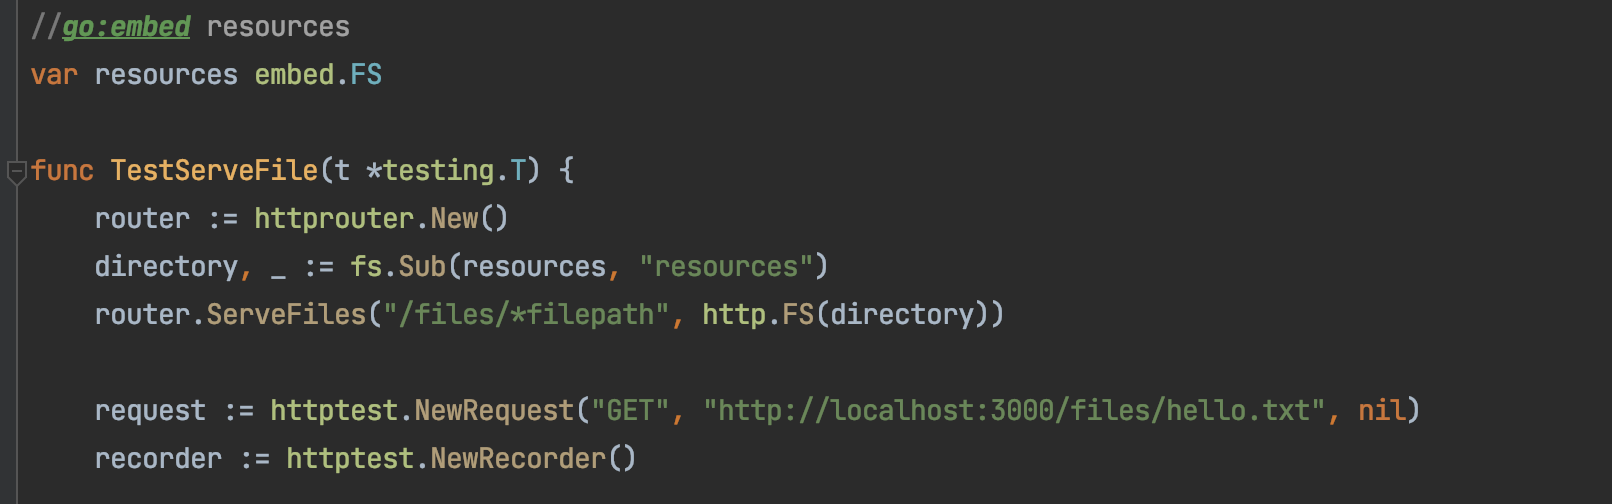 //go:embed resources
var resources embed.FS
func TestServeFile(t *testing.T) {
router := httprouter.New()
directory, _ := fs.Sub(resources, "resources")
router.ServeFiles("/files/*filepath", http.FS(directory))
request := httptest.NewRequest("GET", "http://localhost:3000/files/hello.txt", nil)
recorder := httptest.NewRecorder()